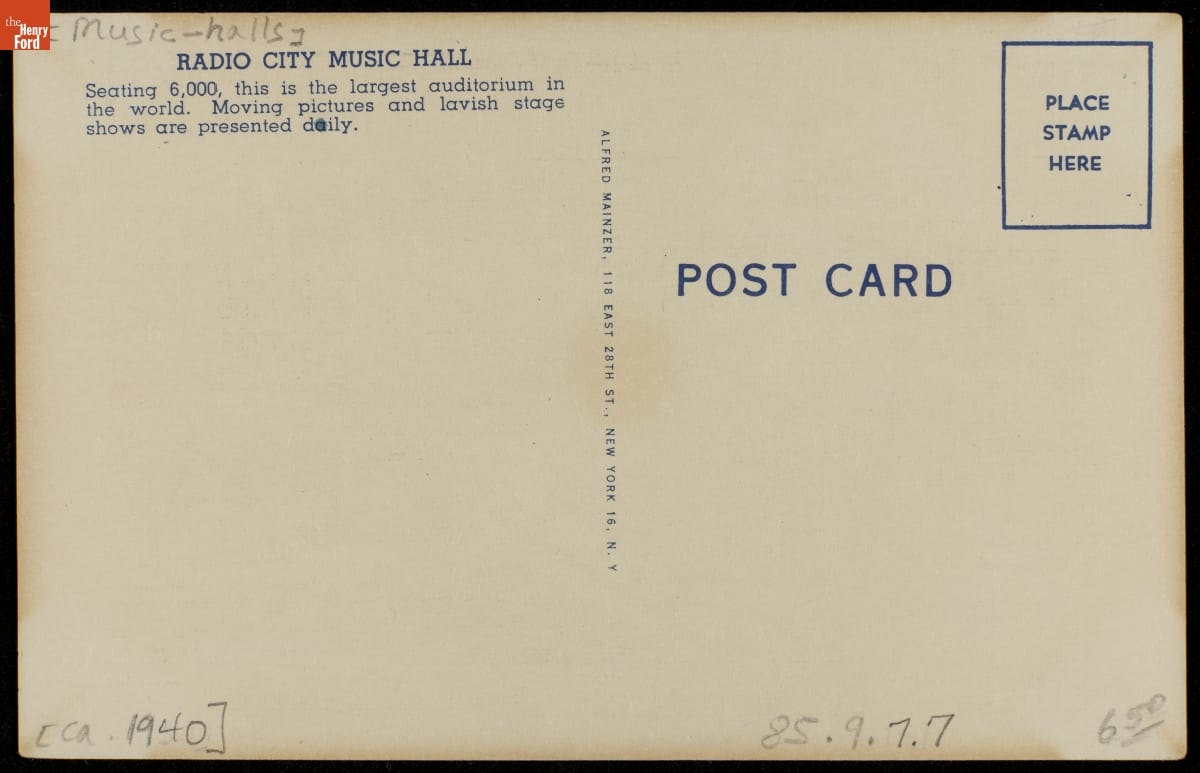 the
Henry
Ford
[Music-halls]
RADIO CITY MUSIC HALL
Seating 6,000, this is the largest auditorium in
the world. Moving pictures and lavish stage
shows are presented daily.
ALFRED MAINZER, 118 EAST 28TH ST., NEW YORK 16, N. Y
PLACE
STAMP
HERE
POST CARD
[ca. 1940]
85.9.7.7
6 50